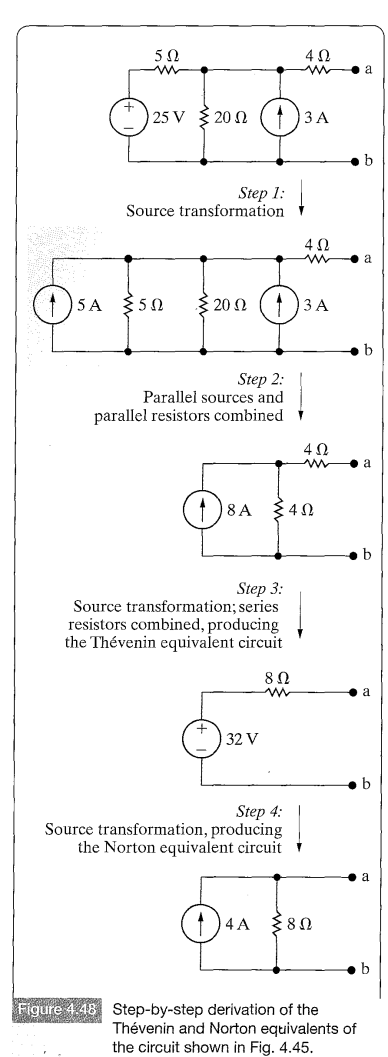 5 Ω 4 Ω
a
+
−
25 V 20 Ω 3 A
b
Step 1:
Source transformation
4 Ω
a
5 A 5 Ω 20 Ω 3 A
b
Step 2:
Parallel sources and
parallel resistors combined
4 Ω
a
8 A 4 Ω
b
Step 3:
Source transformation; series
resistors combined, producing
the Thévenin equivalent circuit
8 Ω
a
+
−
32 V
b
Step 4:
Source transformation, producing
the Norton equivalent circuit
a
4 A 8 Ω
b
Figure 4.48 Step-by-step derivation of the
Thévenin and Norton equivalents of
the circuit shown in Fig. 4.45.